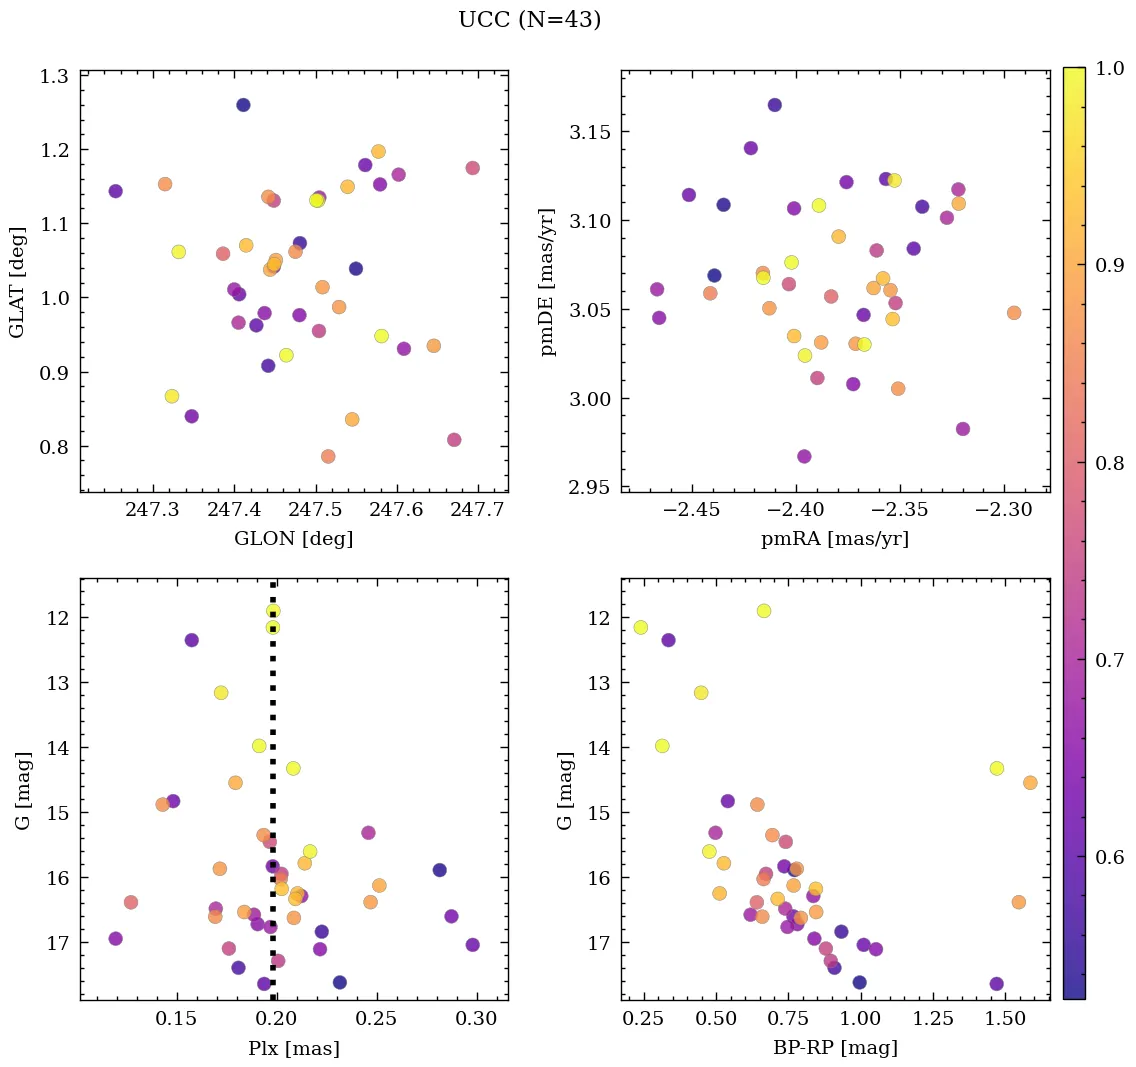 UCC (N=43)
1.3
1.2
1.1
1.0
0.9
0.8
GLAT [deg]
247.3 247.4 247.5 247.6 247.7
GLON [deg]
3.15
3.10
3.05
3.00
2.95
pmDE [mas/yr]
−2.45 −2.40 −2.35 −2.30
pmRA [mas/yr]
12
13
14
15
16
17
G [mag]
0.15 0.20 0.25 0.30
Plx [mas]
12
13
14
15
16
17
G [mag]
0.25 0.50 0.75 1.00 1.25 1.50
BP-RP [mag]
1.0
0.9
0.8
0.7
0.6